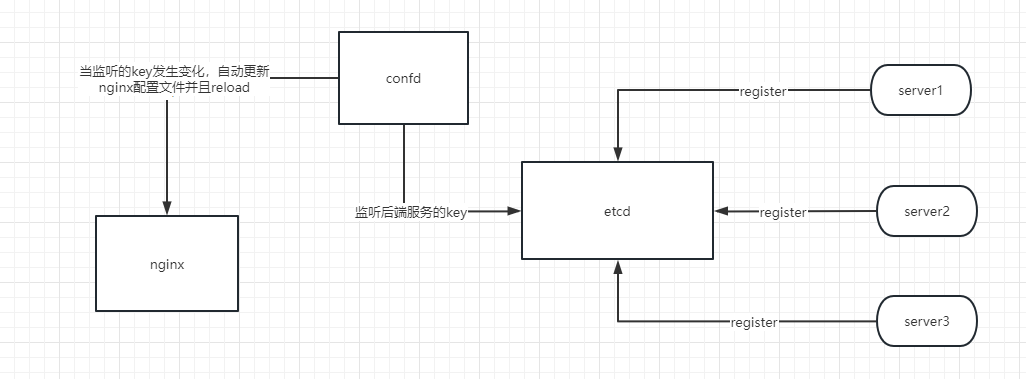 confd
当监听的key发生变化，自动更新
nginx配置文件并且reload
register
server1
监听后端服务的key
etcd
register
server2
nginx
register
server3